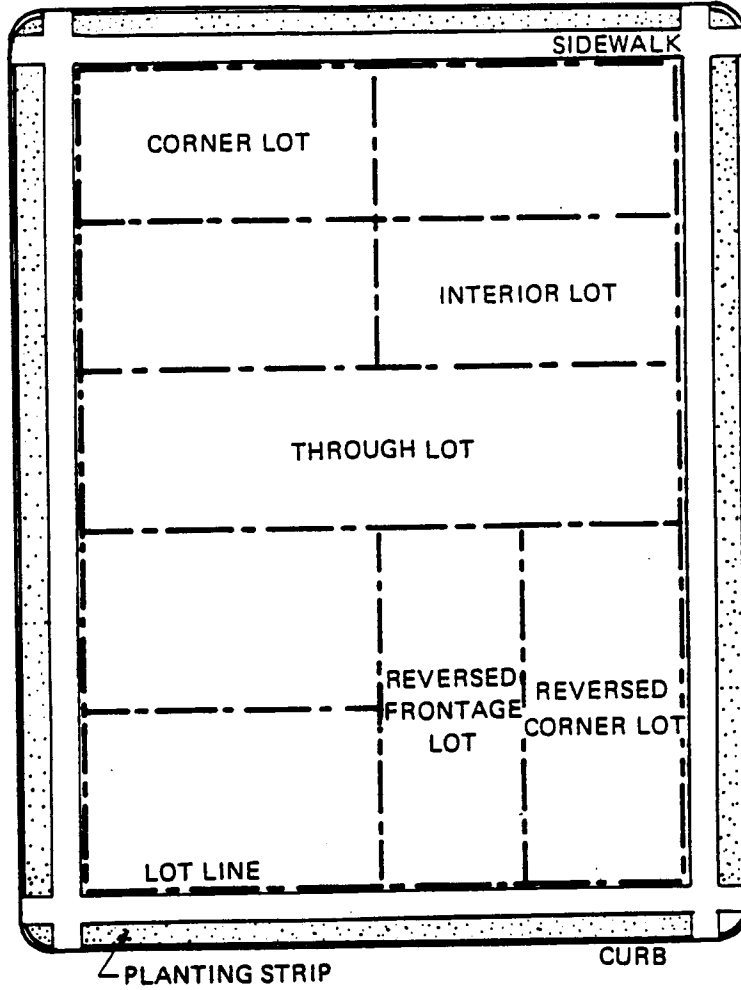 SIDEWALK
CORNER LOT
INTERIOR LOT
THROUGH LOT
REVERSED
FRONTAGE
LOT
REVERSED
CORNER LOT
LOT LINE
CURB
PLANTING STRIP